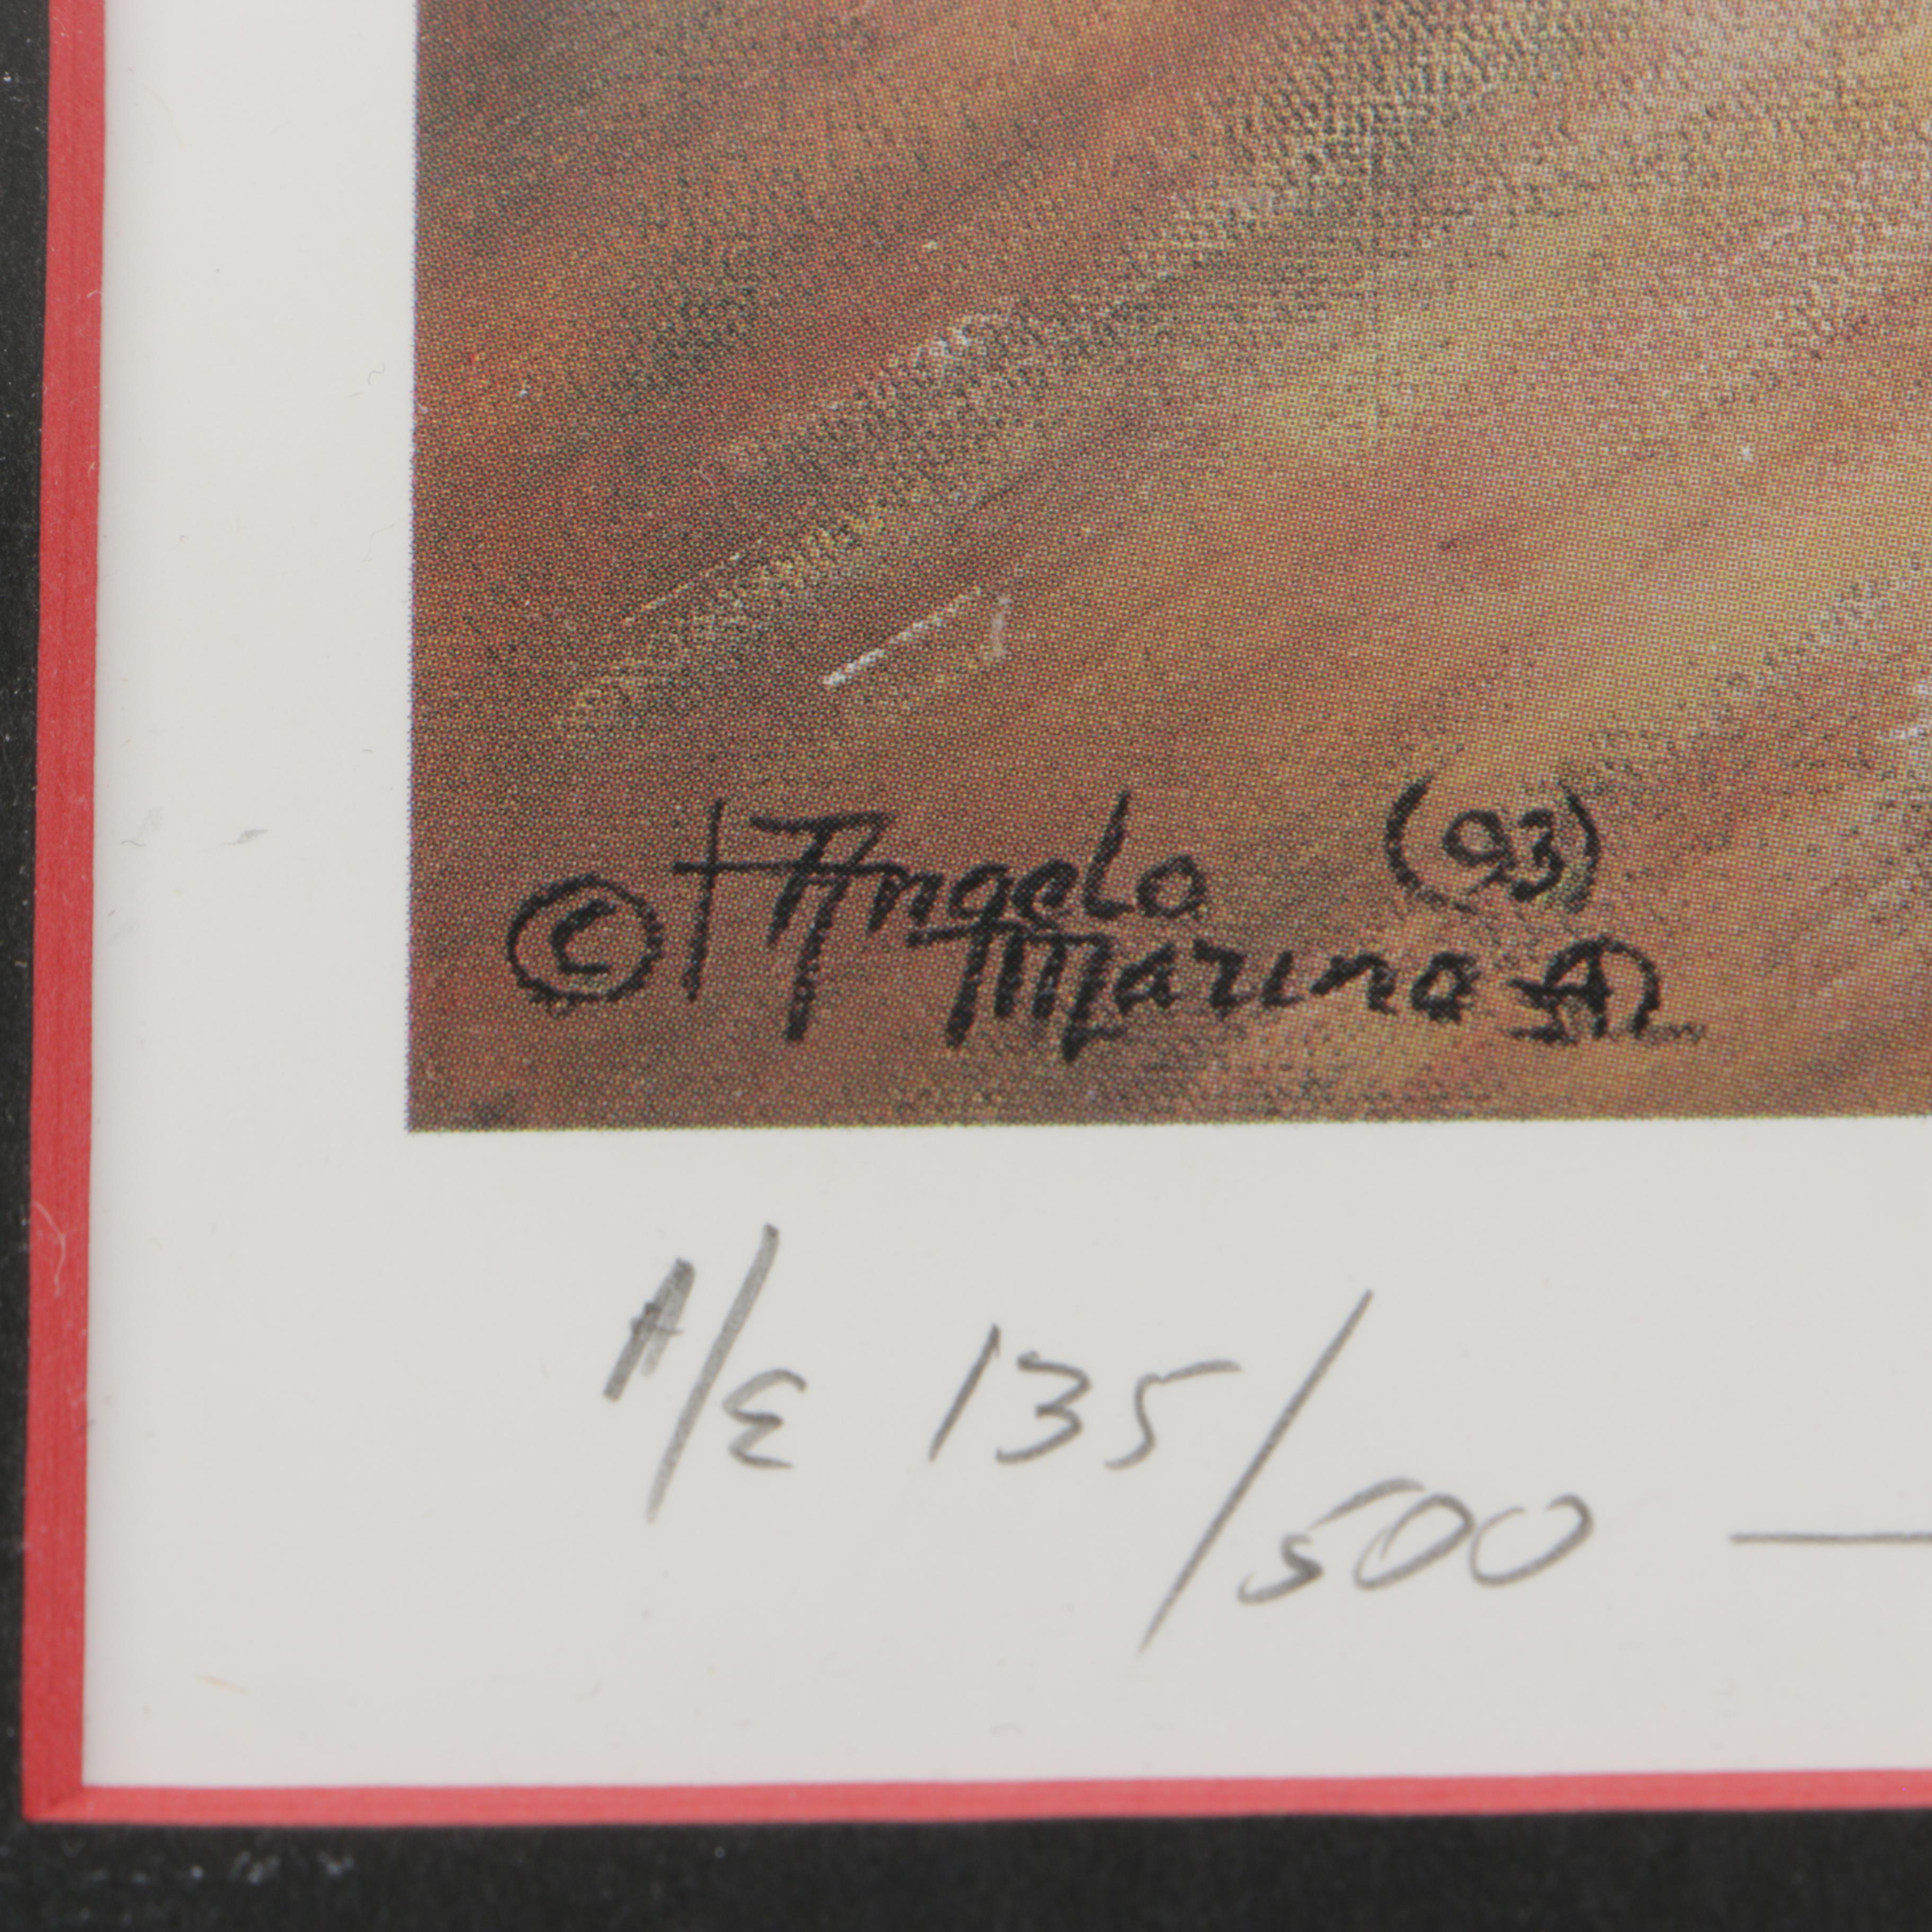 © Angelo (93)
Marino
A/E 135/500 —